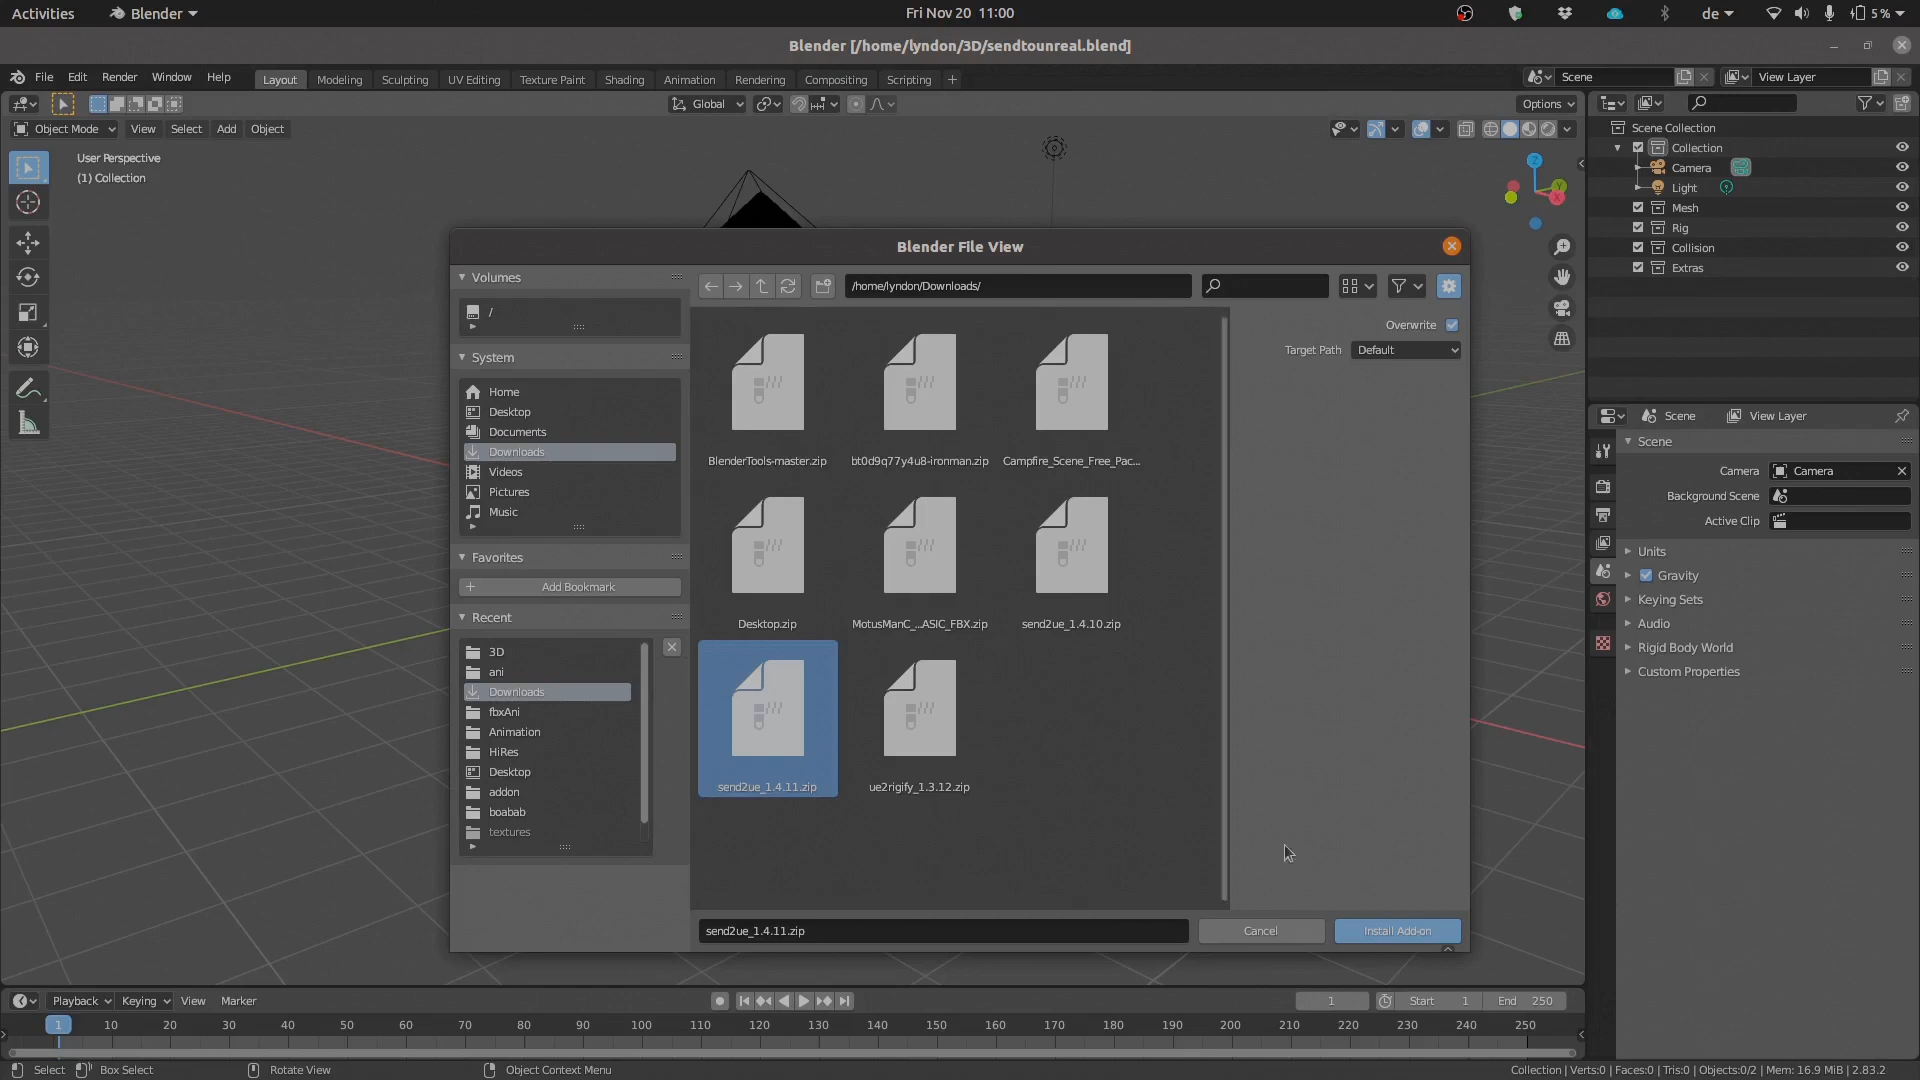 Activities Blender Fri Nov 20 11:00 de 5 %
Blender [/home/lyndon/3D/sendtounreal.blend]
File Edit Render Window Help Layout Modeling Sculpting UV Editing Texture Paint Shading Animation Rendering Compositing Scripting + Scene View Layer
Global Options
Object Mode View Select Add Object
User Perspective
(1) Collection
Z
Y
X
Scene Collection
Collection
Camera
Light
Mesh
Rig
Collision
Extras
Blender File View
Volumes
/
System
Home
Desktop
Documents
Downloads
Videos
Pictures
Music
Favorites
Add Bookmark
Recent
3D
ani
Downloads
fbxAni
Animation
HiRes
Desktop
addon
boabab
textures
/home/lyndon/Downloads/
BlenderTools-master.zip bt0d9q77y4u8-ironman.zip Campfire_Scene_Free_Pac...
Desktop.zip MotusManC_...ASIC_FBX.zip send2ue_1.4.10.zip
send2ue_1.4.11.zip ue2rigify_1.3.12.zip
Overwrite
Target Path Default
send2ue_1.4.11.zip Cancel Install Add-on
Scene View Layer
Scene
Camera Camera
Background Scene
Active Clip
Units
Gravity
Keying Sets
Audio
Rigid Body World
Custom Properties
Playback Keying View Marker 1 Start 1 End 250
1 10 20 30 40 50 60 70 80 90 100 110 120 130 140 150 160 170 180 190 200 210 220 230 240 250
Select Box Select Rotate View Object Context Menu Collection | Verts:0 | Faces:0 | Tris:0 | Objects:0/2 | Mem: 16.9 MiB | 2.83.2